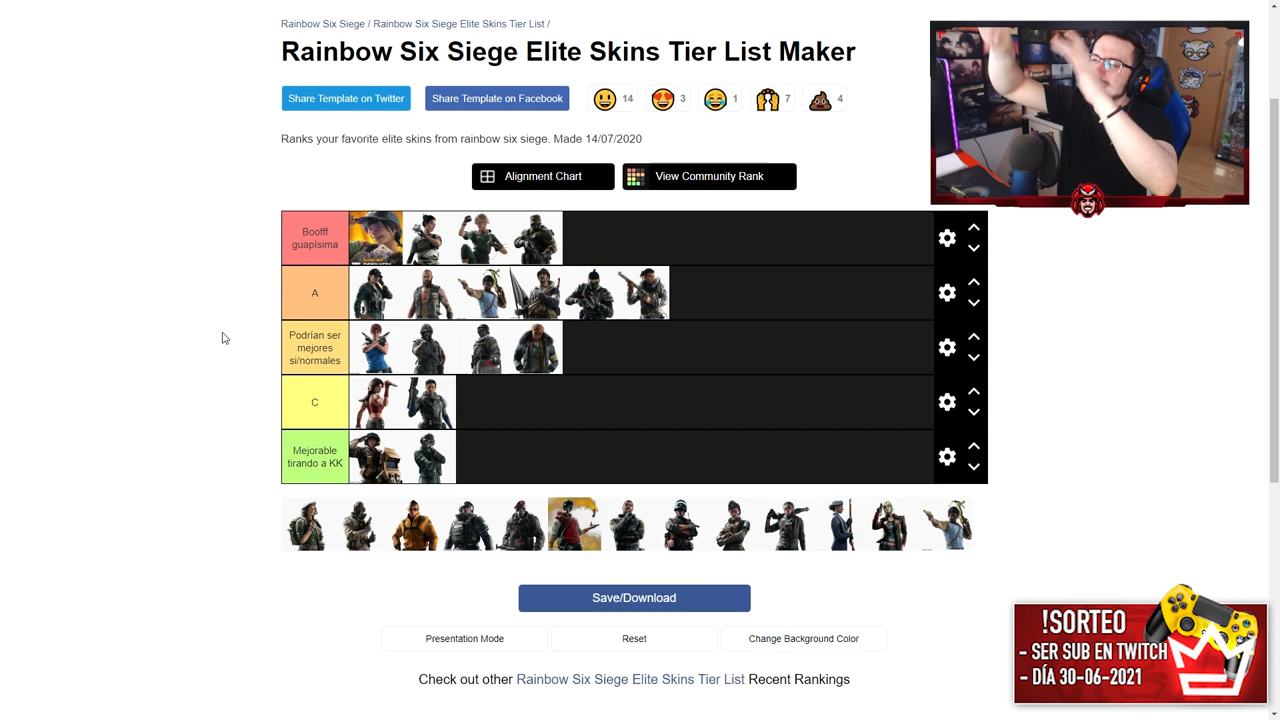 Rainbow Six Siege / Rainbow Six Siege Elite Skins Tier List /
Rainbow Six Siege Elite Skins Tier List Maker
Share Template on Twitter
Share Template on Facebook
14
3
1
7
4
Ranks your favorite elite skins from rainbow six siege. Made 14/07/2020
Alignment Chart
View Community Rank
Boofff
guapísima
A
Podrían ser
mejores
si/normales
C
Mejorable
tirando a KK
Save/Download
Presentation Mode
Reset
Change Background Color
Check out other Rainbow Six Siege Elite Skins Tier List Recent Rankings
!SORTEO
- SER SUB EN TWITCH
- DÍA 30-06-2021